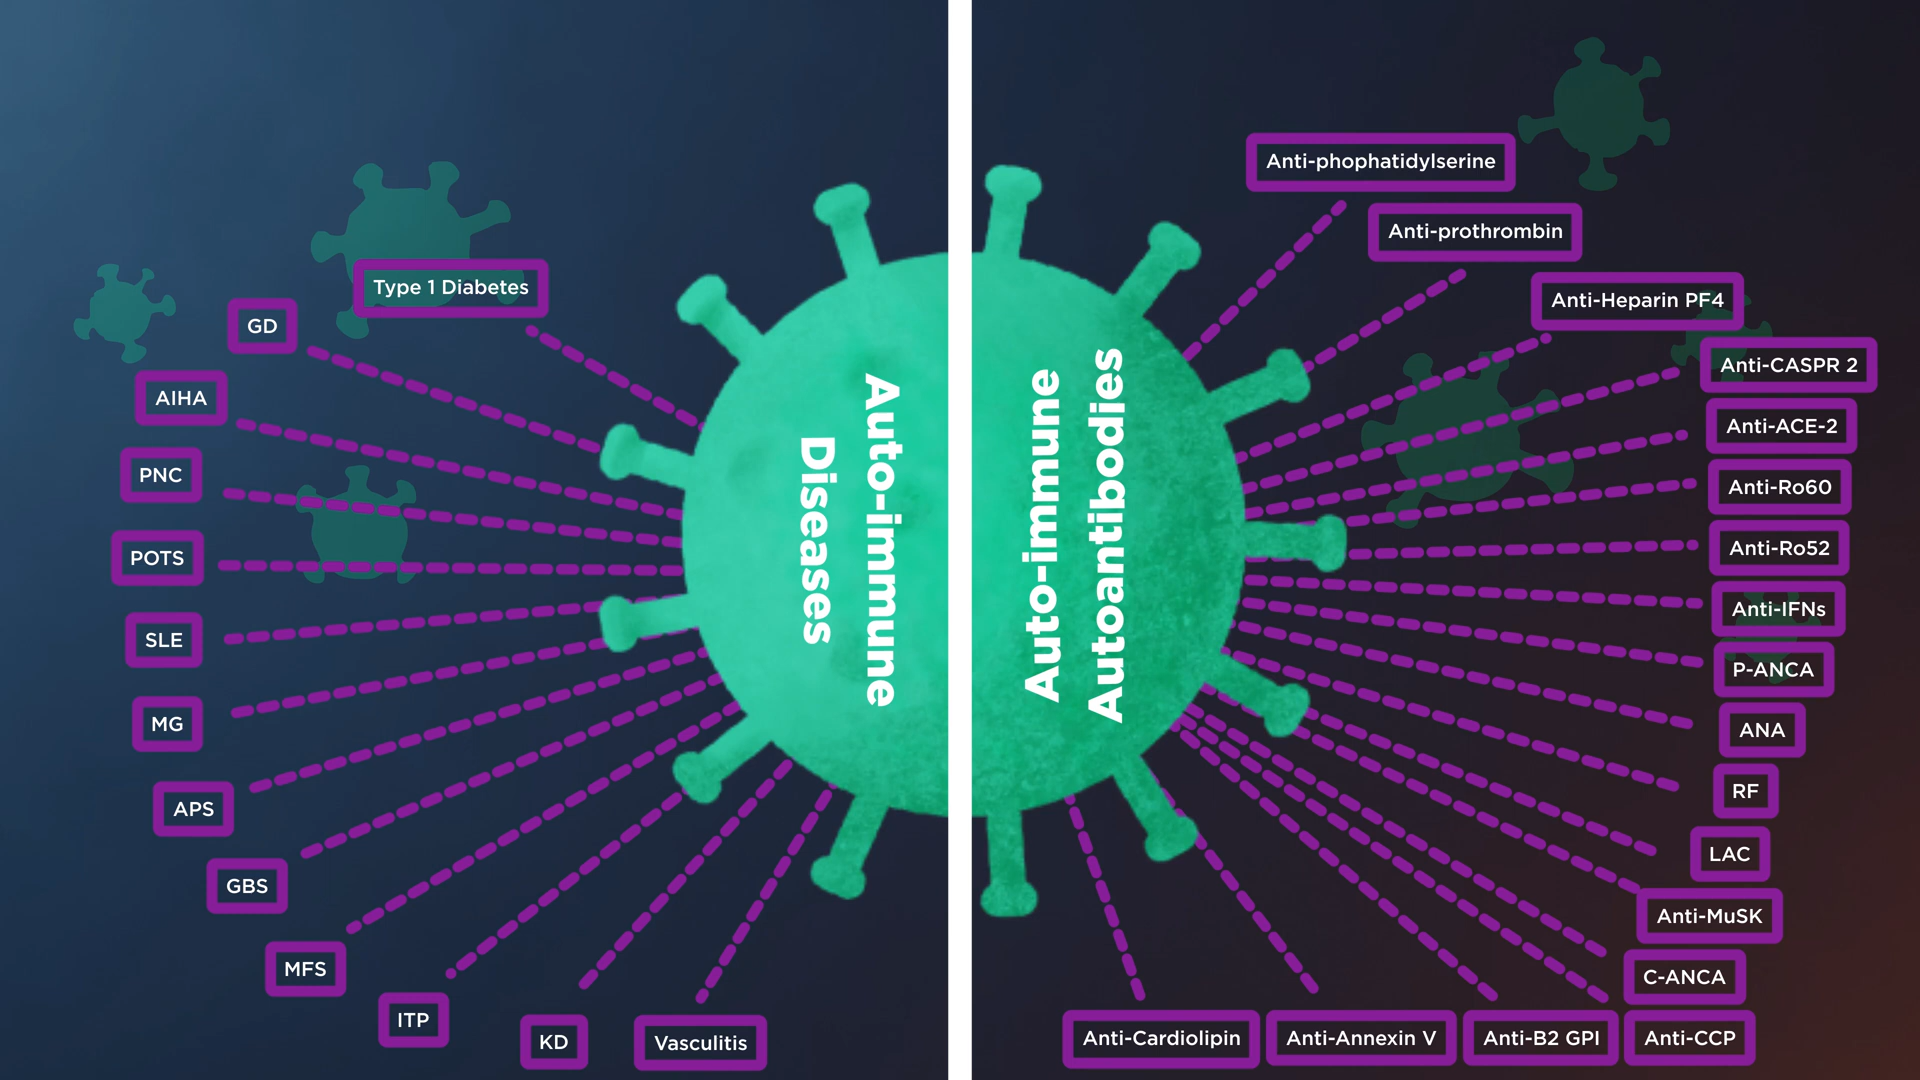 Type 1 Diabetes
GD
AIHA
PNC
POTS
SLE
MG
APS
GBS
MFS
ITP
KD
Vasculitis
Auto-immune
Diseases
Auto-immune
Autoantibodies
Anti-phophatidylserine
Anti-prothrombin
Anti-Heparin PF4
Anti-CASPR 2
Anti-ACE-2
Anti-Ro60
Anti-Ro52
Anti-IFNs
P-ANCA
ANA
RF
LAC
Anti-MuSK
C-ANCA
Anti-Cardiolipin
Anti-Annexin V
Anti-B2 GPI
Anti-CCP